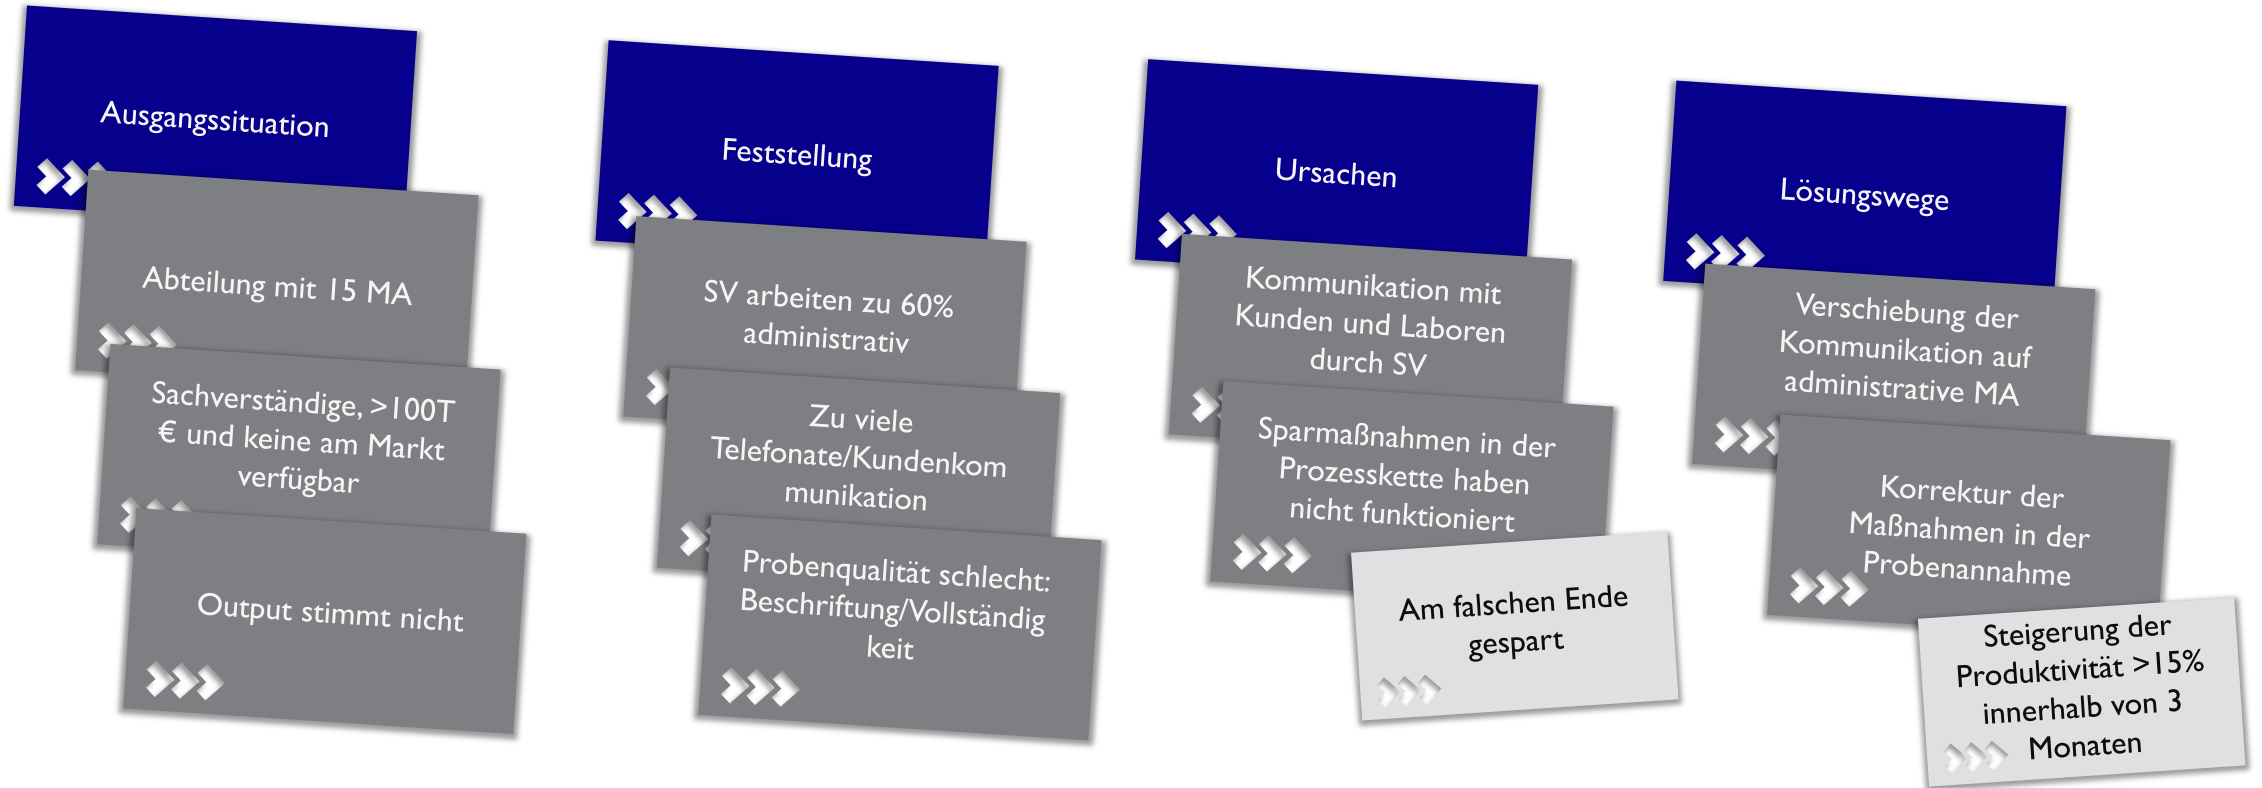 Ausgangssituation
Abteilung mit 15 MA
Sachverständige, >100T
€ und keine am Markt
verfügbar
Output stimmt nicht
Feststellung
SV arbeiten zu 60%
administrativ
Zu viele
Telefonate/Kundenkom
munikation
Probenqualität schlecht:
Beschriftung/Vollständig
keit
Ursachen
Kommunikation mit
Kunden und Laboren
durch SV
Sparmaßnahmen in der
Prozesskette haben
nicht funktioniert
Am falschen Ende
gespart
Lösungswege
Verschiebung der
Kommunikation auf
administrative MA
Korrektur der
Maßnahmen in der
Probenannahme
Steigerung der
Produktivität >15%
innerhalb von 3
Monaten